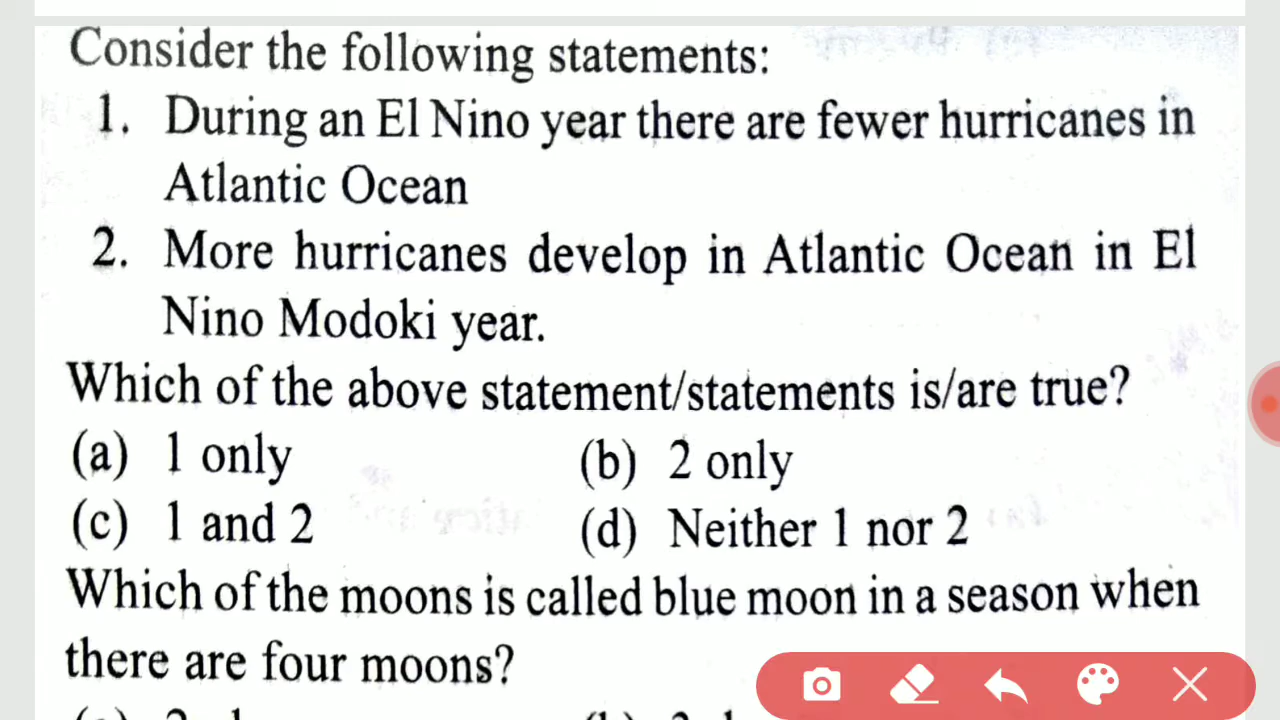 Consider the following statements:
1. During an El Nino year there are fewer hurricanes in
Atlantic Ocean
2. More hurricanes develop in Atlantic Ocean in El
Nino Modoki year.
Which of the above statement/statements is/are true?
(a) 1 only (b) 2 only
(c) 1 and 2 (d) Neither 1 nor 2
Which of the moons is called blue moon in a season when
there are four moons?